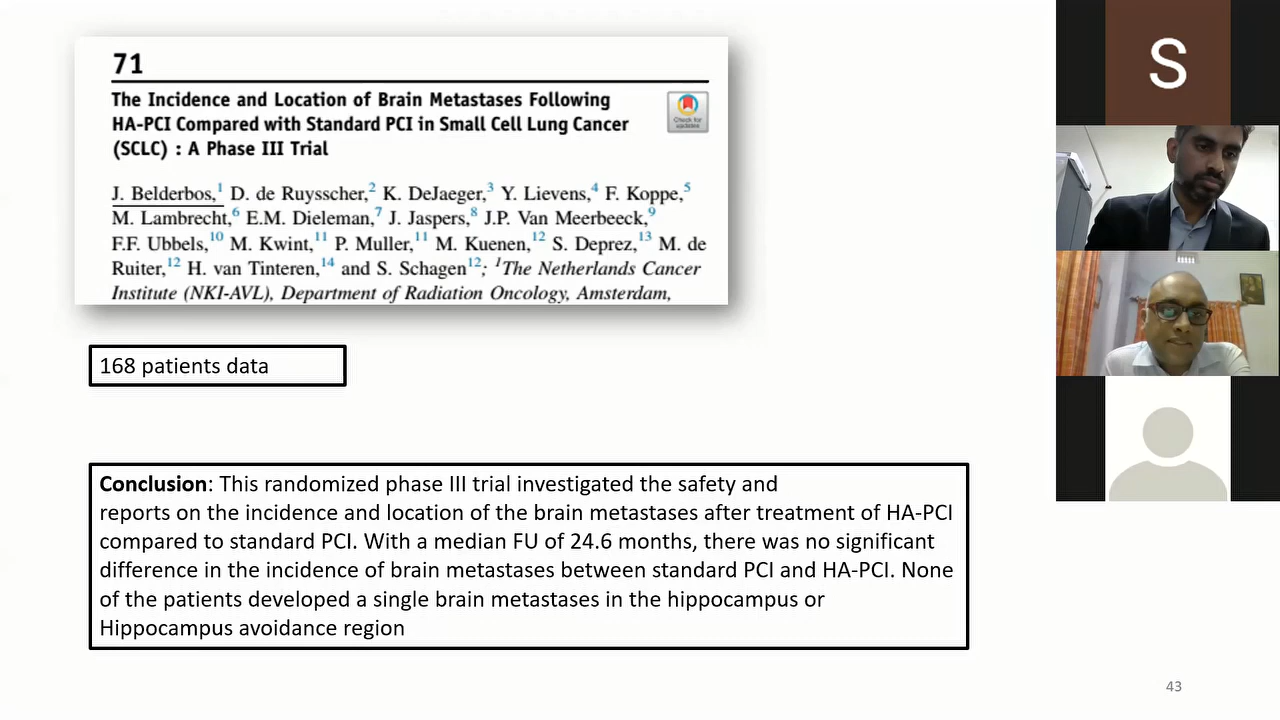 71
The Incidence and Location of Brain Metastases Following
HA-PCI Compared with Standard PCI in Small Cell Lung Cancer
(SCLC) : A Phase III Trial
Check for
updates
J. Belderbos,1 D. de Ruysscher,2 K. DeJaeger,3 Y. Lievens,4 F. Koppe,5
M. Lambrecht,6 E.M. Dieleman,7 J. Jaspers,8 J.P. Van Meerbeeck,9
F.F. Ubbels,10 M. Kwint,11 P. Muller,11 M. Kuenen,12 S. Deprez,13 M. de
Ruiter,12 H. van Tinteren,14 and S. Schagen12; 1The Netherlands Cancer
Institute (NKI-AVL), Department of Radiation Oncology, Amsterdam,
168 patients data
Conclusion: This randomized phase III trial investigated the safety and
reports on the incidence and location of the brain metastases after treatment of HA-PCI
compared to standard PCI. With a median FU of 24.6 months, there was no significant
difference in the incidence of brain metastases between standard PCI and HA-PCI. None
of the patients developed a single brain metastases in the hippocampus or
Hippocampus avoidance region
43
S